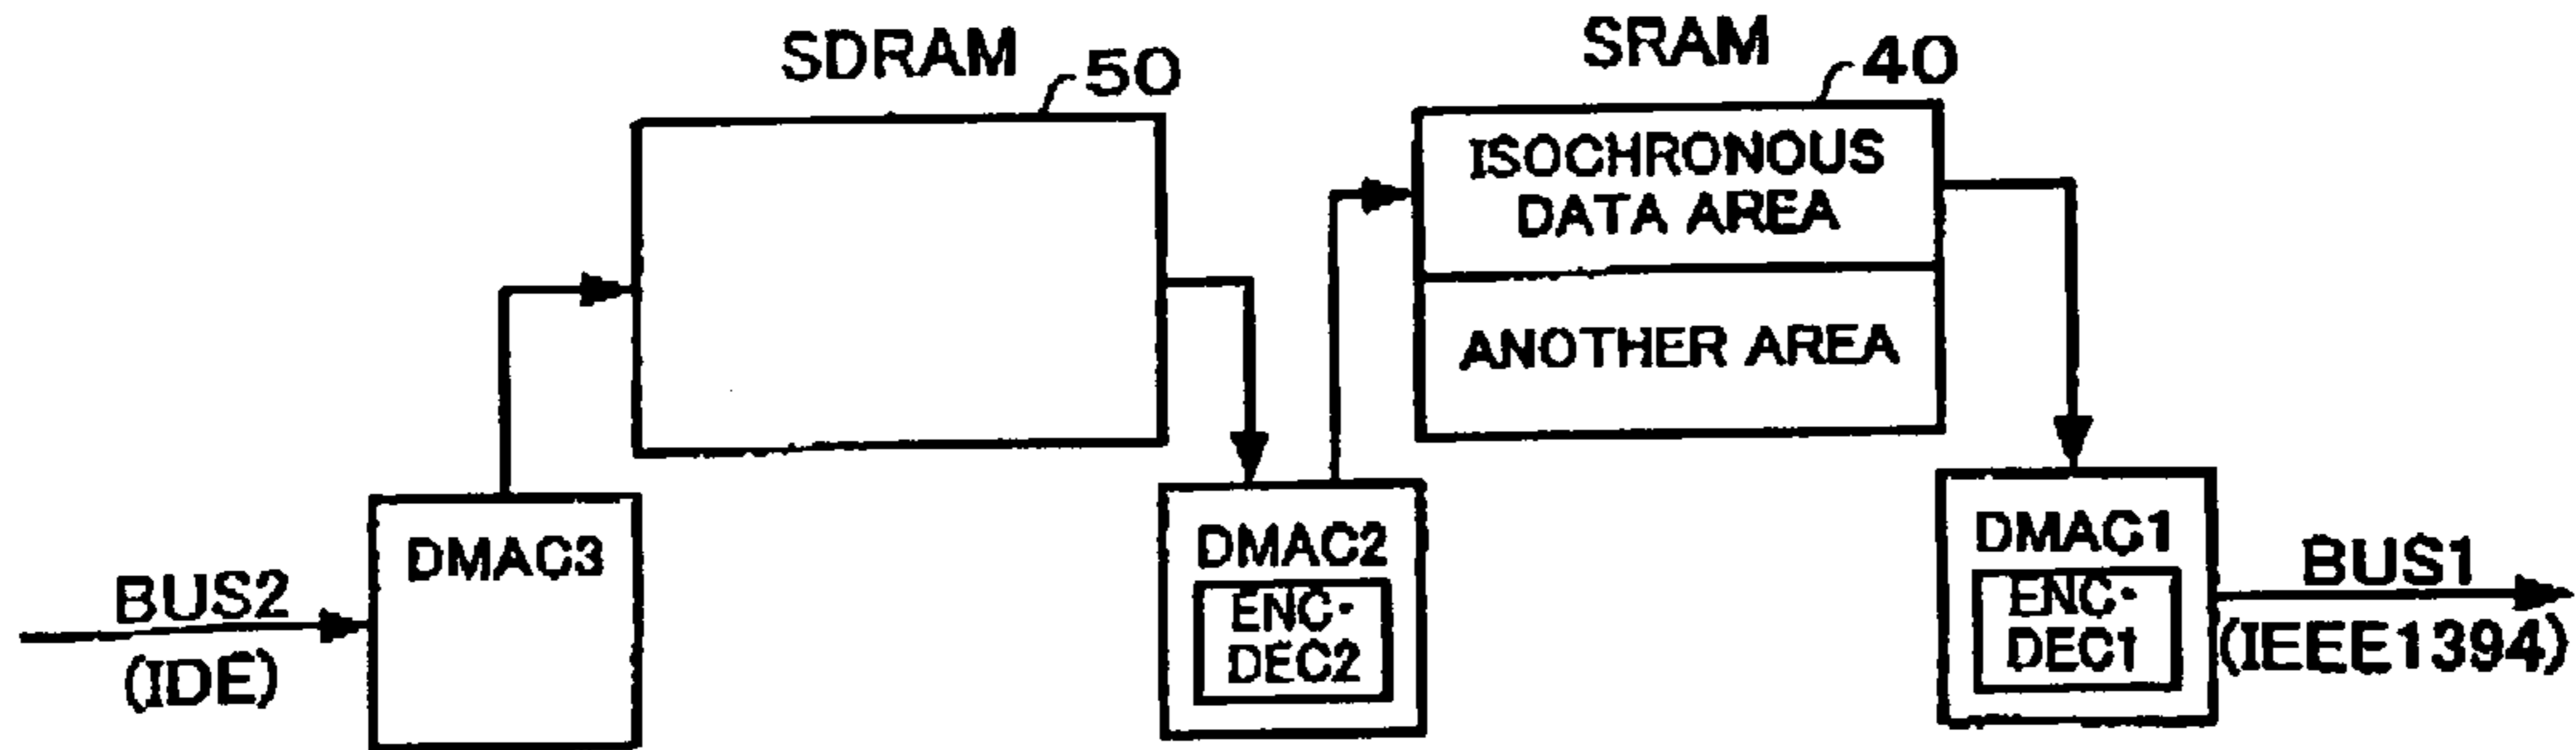 SDRAM
50
SRAM
40
ISOCHRONOUS
DATA AREA
ANOTHER AREA
DMAC3
BUS2
(IDE)
DMAC2
ENC·
DEC2
DMAC1
ENC·
DEC1
BUS1
(IEEE1394)